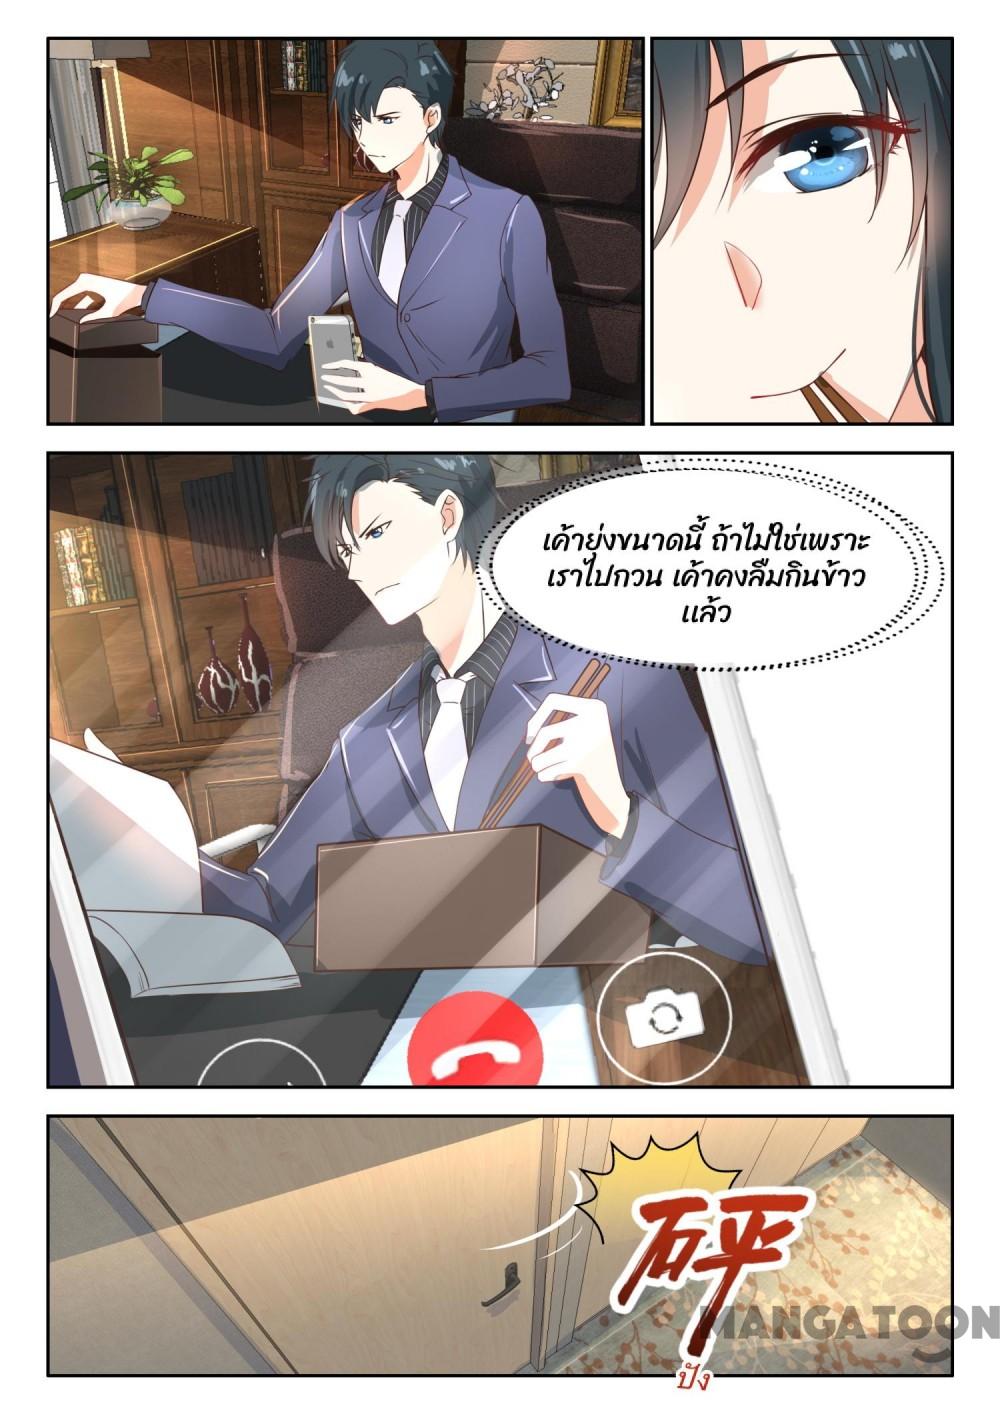 เค้ายุ่งขนาดนี้ ถ้าไม่ใช่เพราะ
เราไปกวน เค้าคงลืมกินข้าว
แล้ว
砰
MANGATOON
ปัง